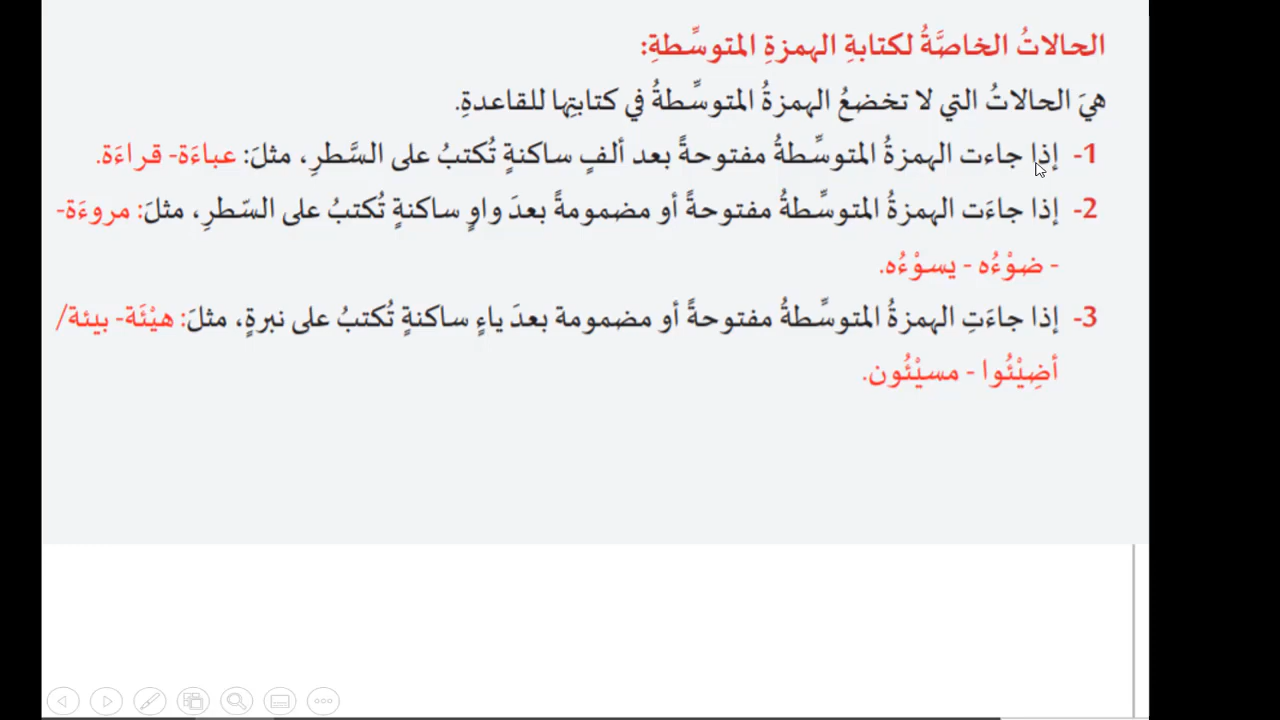 الحالاتُ الخاصَّةُ لكتابةِ الهمزةِ المتوسِّطةِ:
هيَ الحالاتُ التي لا تخضعُ الهمزةُ المتوسِّطةُ في كتابتِها للقاعدةِ.
1- إذا جاءت الهمزةُ المتوسِّطةُ مفتوحةً بعد ألفٍ ساكنةٍ تُكتبُ على السَّطرِ، مثلَ: عباءَة- قراءَة.
2- إذا جاءَت الهمزةُ المتوسِّطةُ مفتوحةً أو مضمومةً بعدَ واوٍ ساكنةٍ تُكتبُ على السّطرِ، مثلَ: مروءَة-
- ضوْءُه - يسوْءُه.
3- إذا جاءَتِ الهمزةُ المتوسِّطةُ مفتوحةً أو مضمومة بعدَ ياءٍ ساكنةٍ تُكتبُ على نبرةٍ، مثلَ: هيْئَة- بيئة/
أضِيْئُوا - مسيْئُون.